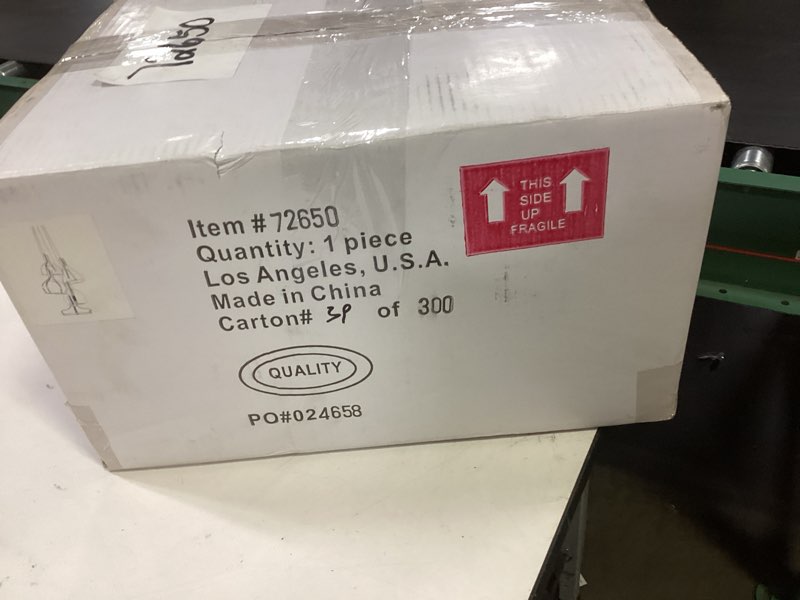 72650
Item # 72650
Quantity: 1 piece
Los Angeles, U.S.A.
Made in China
Carton# 39 of 300
QUALITY
PO#024658
THIS
SIDE
UP
FRAGILE